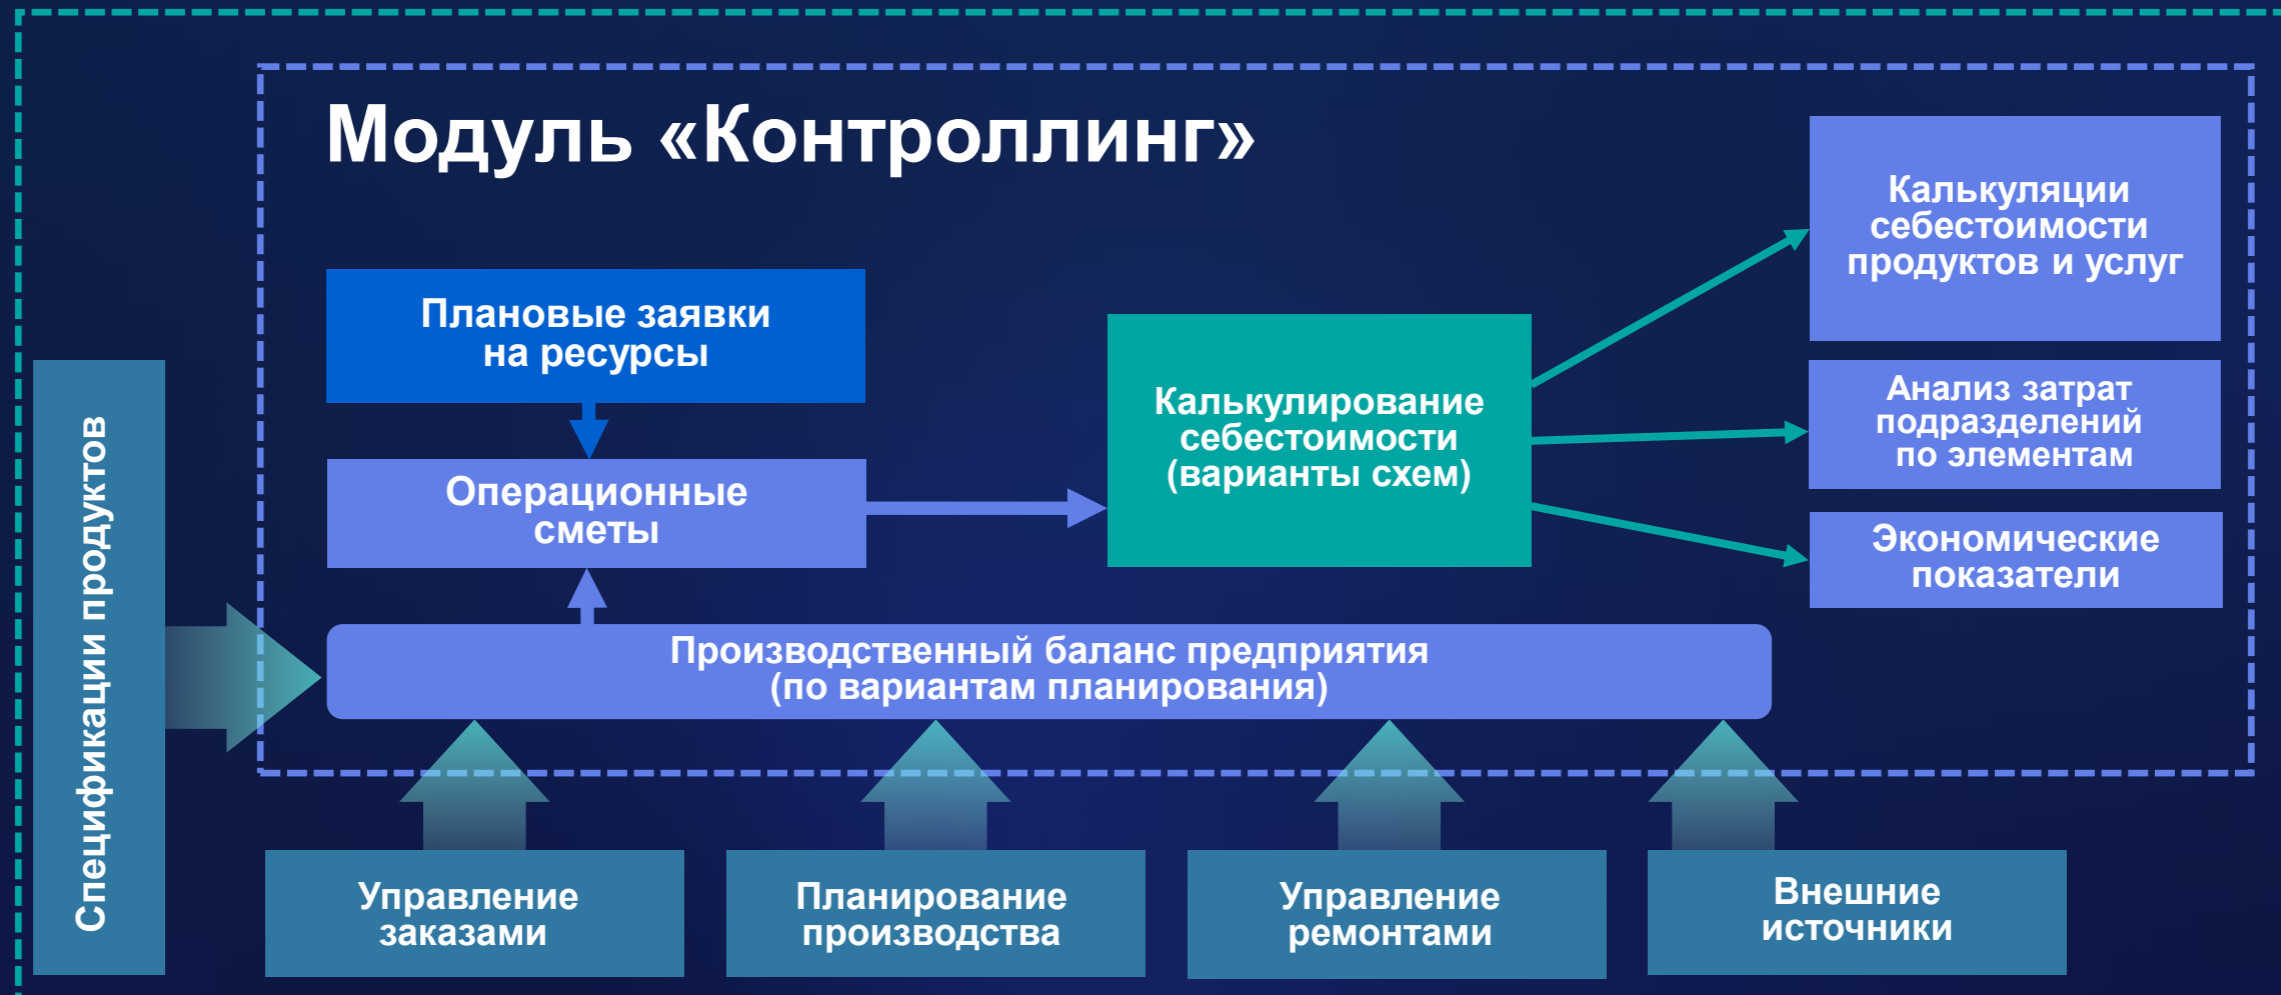 Модуль «Контроллинг»
Калькуляции
себестоимости
продуктов и услуг
Плановые заявки
на ресурсы
Калькулирование
себестоимости
(варианты схем)
Анализ затрат
подразделений
по элементам
Операционные
сметы
Экономические
показатели
Спецификации продуктов
Производственный баланс предприятия
(по вариантам планирования)
Управление
заказами
Планирование
производства
Управление
ремонтами
Внешние
источники